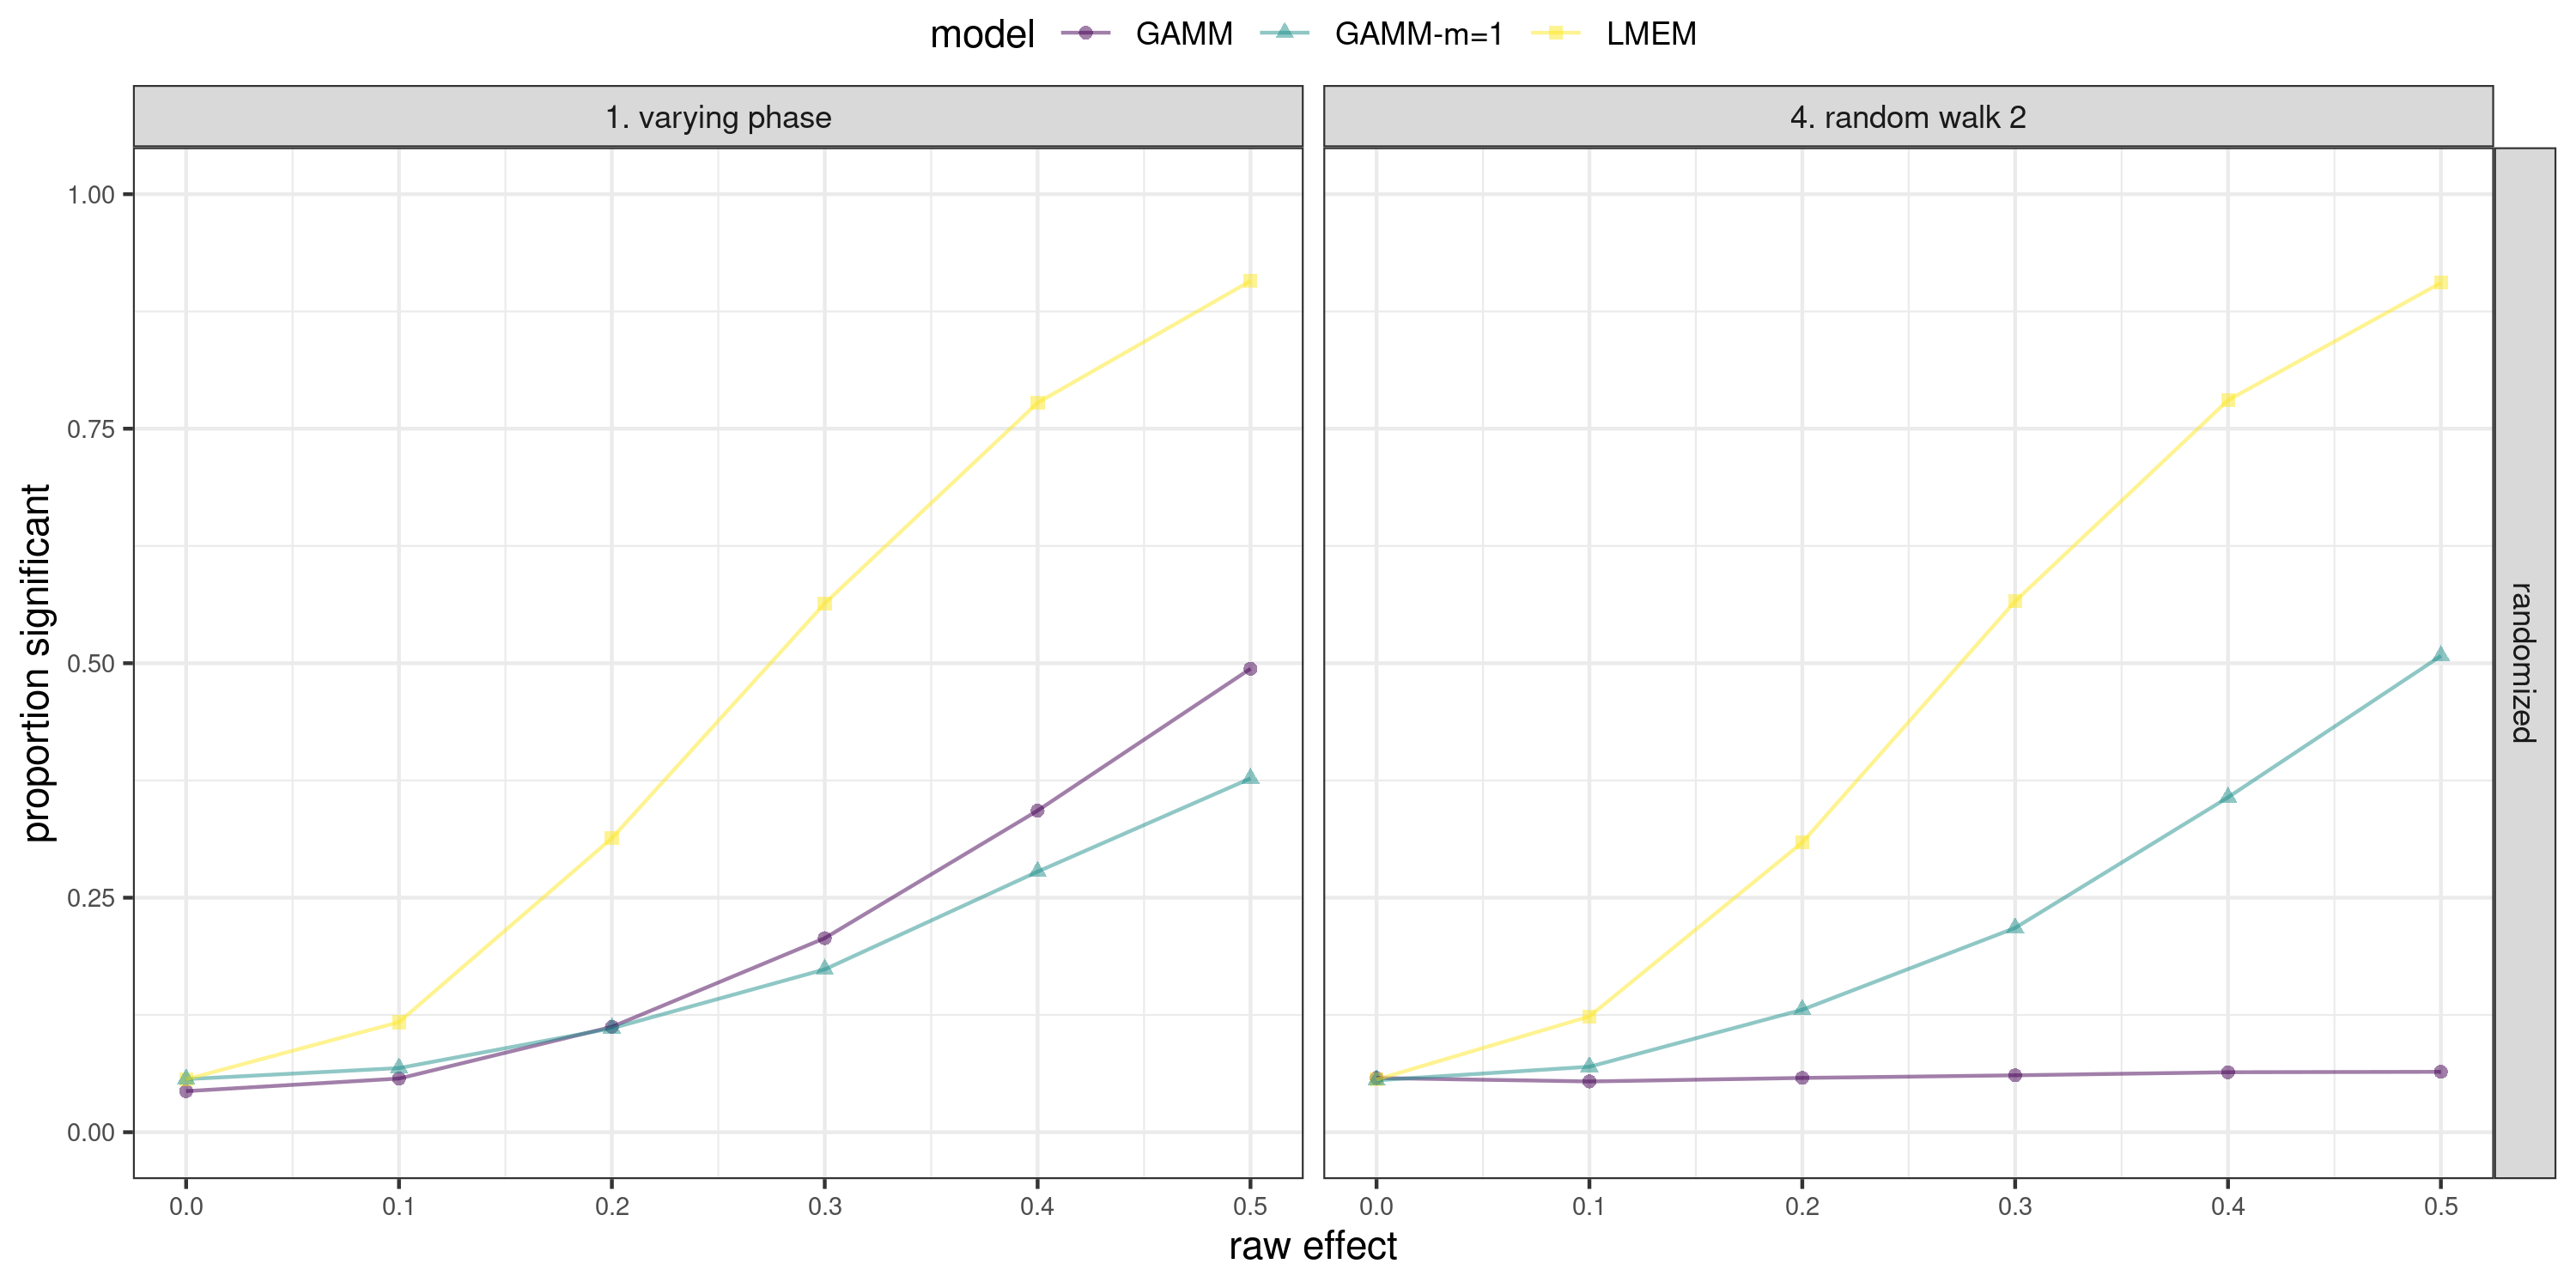 model GAMM GAMM-m=1 LMEM
1. varying phase
4. random walk 2
randomized
proportion significant
1.00
0.75
0.50
0.25
0.00
0.0 0.1 0.2 0.3 0.4 0.5
0.0 0.1 0.2 0.3 0.4 0.5
raw effect